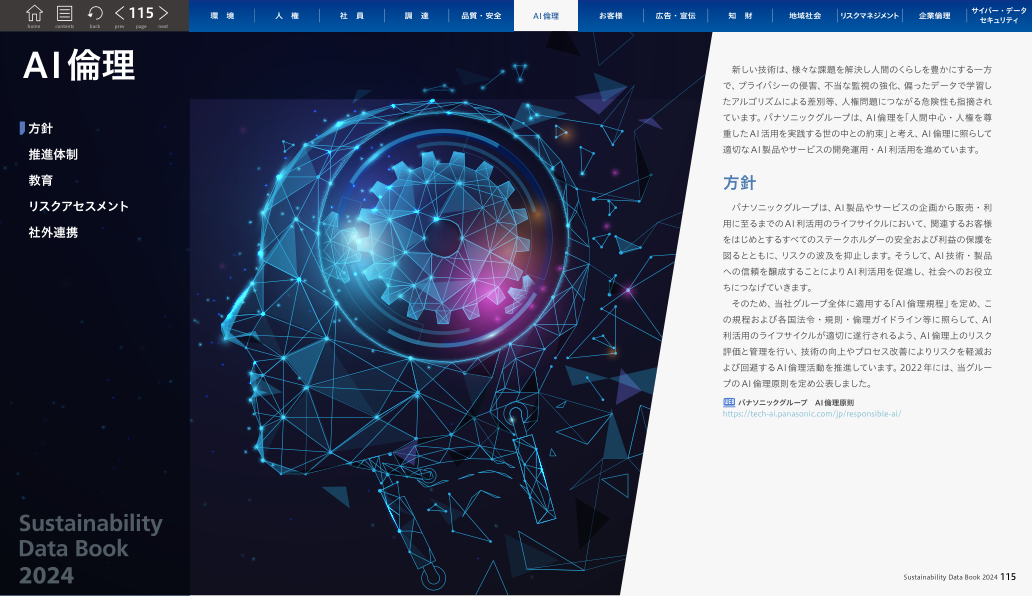 home
contents
back
prev
115
page
next
環 境
人 権
社 員
調 達
品質・安全
AI倫理
お客様
広告・宣伝
知 財
地域社会
リスクマネジメント
企業倫理
サイバー・データ
セキュリティ
AI倫理
方針
推進体制
教育
リスクアセスメント
社外連携
Sustainability
Data Book
2024
新しい技術は、様々な課題を解決し人間のくらしを豊かにする一方
で、プライバシーの侵害、不当な監視の強化、偏ったデータで学習し
たアルゴリズムによる差別等、人権問題につながる危険性も指摘され
ています。パナソニックグループは、AI倫理を「人間中心・人権を尊
重したAI活用を実践する世の中との約束」と考え、AI倫理に照らして
適切なAI製品やサービスの開発運用・AI利活用を進めています。
方針
パナソニックグループは、AI製品やサービスの企画から販売・利
用に至るまでのAI利活用のライフサイクルにおいて、関連するお客様
をはじめとするすべてのステークホルダーの安全および利益の保護を
図るとともに、リスクの波及を抑止します。そうして、AI技術・製品
への信頼を醸成することによりAI利活用を促進し、社会へのお役立
ちにつなげていきます。
そのため、当社グループ全体に適用する「AI倫理規程」を定め、こ
の規程および各国法令・規則・倫理ガイドライン等に照らして、AI
利活用のライフサイクルが適切に遂行されるよう、AI倫理上のリスク
評価と管理を行い、技術の向上やプロセス改善によりリスクを軽減お
よび回避するAI倫理活動を推進しています。2022年には、当グルー
プのAI倫理原則を定め公表しました。
パナソニックグループ AI倫理原則
https://tech-ai.panasonic.com/jp/responsible-ai/
Sustainability Data Book 2024 115